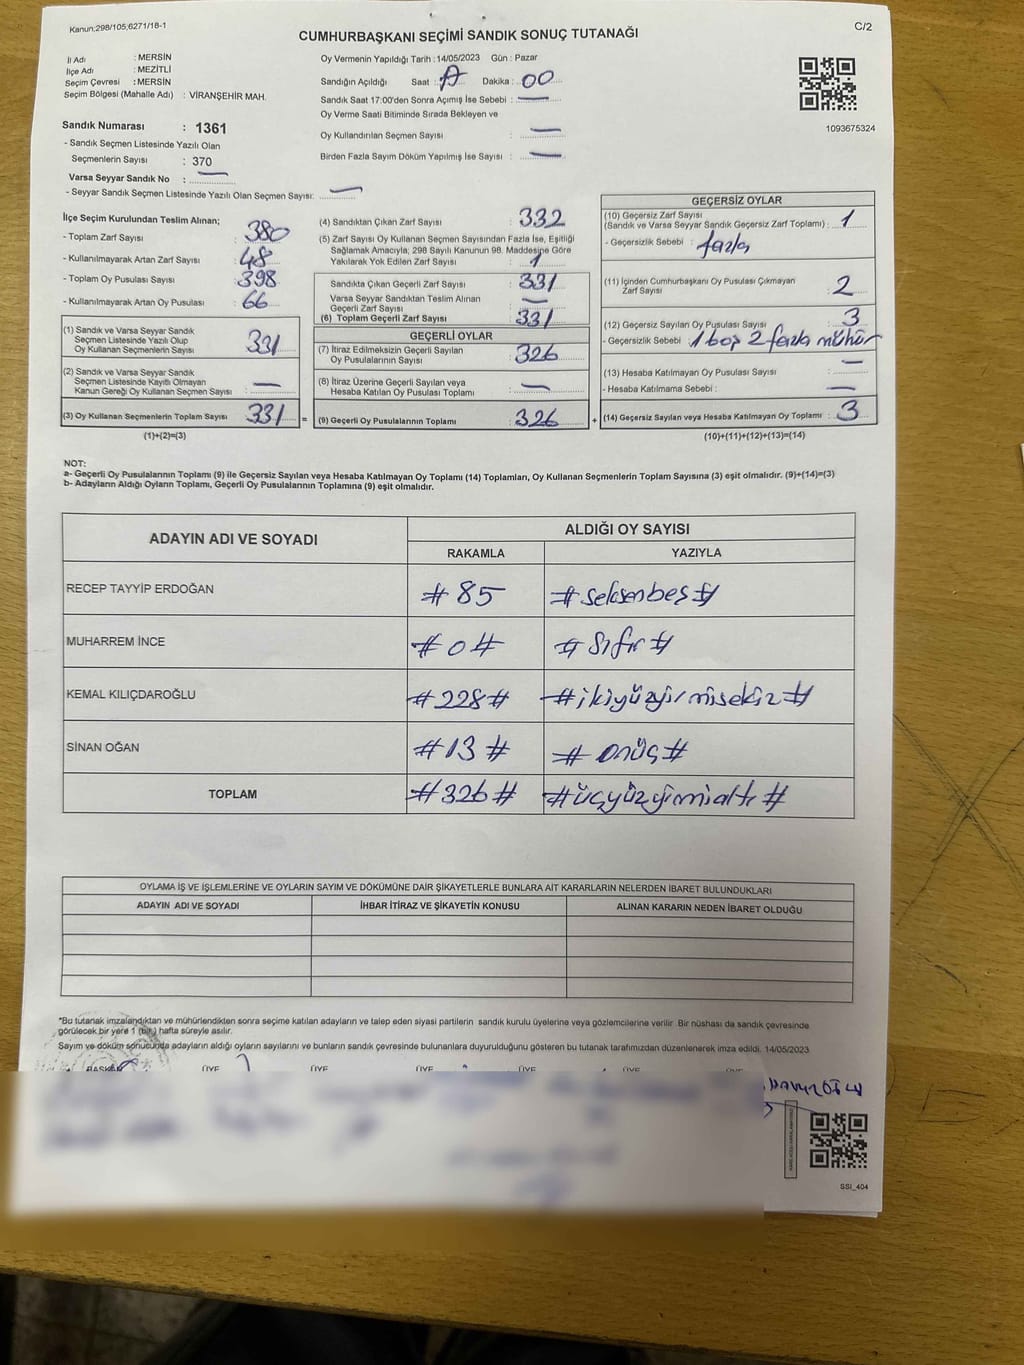 Kanun:298/105,6271/18-1
C/2
CUMHURBAŞKANI SEÇİMİ SANDIK SONUÇ TUTANAĞI
İl Adı : MERSİN
İlçe Adı : MEZİTLİ
Seçim Çevresi : MERSİN
Seçim Bölgesi (Mahalle Adı) : VİRANŞEHİR MAH.
Sandık Numarası : 1361
- Sandık Seçmen Listesinde Yazılı Olan
Seçmenlerin Sayısı : 370
Varsa Seyyar Sandık No : —
- Seyyar Sandık Seçmen Listesinde Yazılı Olan Seçmen Sayısı: —
Oy Vermenin Yapıldığı Tarih : 14/05/2023 Gün : Pazar
Sandığın Açıldığı Saat : Dakika : 00
Sandık Saat 17:00'den Sonra Açımış İse Sebebi : —
Oy Verme Saati Bitiminde Sırada Bekleyen ve
Oy Kullandırılan Seçmen Sayısı : —
Birden Fazla Sayım Döküm Yapılmış İse Sayısı : —
1093675324
İlçe Seçim Kurulundan Teslim Alınan;
- Toplam Zarf Sayısı : 380
- Kullanılmayarak Artan Zarf Sayısı : 48
- Toplam Oy Pusulası Sayısı : 398
- Kullanılmayarak Artan Oy Pusulası : 66
(1) Sandık ve Varsa Seyyar Sandık
Seçmen Listesinde Yazılı Olup
Oy Kullanan Seçmenlerin Sayısı : 331
(2) Sandık ve Varsa Seyyar Sandık
Seçmen Listesinde Kayıtlı Olmayan
Kanun Gereği Oy Kullanan Seçmen Sayısı : —
(3) Oy Kullanan Seçmenlerin Toplam Sayısı : 331 =
(1)+(2)=(3)
(4) Sandıktan Çıkan Zarf Sayısı : 332
(5) Zarf Sayısı Oy Kullanan Seçmen Sayısından Fazla İse, Eşitliği
Sağlamak Amacıyla; 298 Sayılı Kanunun 98. Maddesine Göre
Yakılarak Yok Edilen Zarf Sayısı : 1
Sandıkta Çıkan Geçerli Zarf Sayısı : 331
Varsa Seyyar Sandıktan Teslim Alınan
Geçerli Zarf Sayısı : —
(6) Toplam Geçerli Zarf Sayısı : 331
GEÇERLİ OYLAR
(7) İtiraz Edilmeksizin Geçerli Sayılan
Oy Pusulalarının Sayısı : 326
(8) İtiraz Üzerine Geçerli Sayılan veya
Hesaba Katılan Oy Pusulası Toplamı : —
(9) Geçerli Oy Pusulalarının Toplamı : 326 +
GEÇERSİZ OYLAR
(10) Geçersiz Zarf Sayısı
(Sandık ve Varsa Seyyar Sandık Geçersiz Zarf Toplamı) : 1
- Geçersizlik Sebebi : fazla
(11) İçinden Cumhurbaşkanı Oy Pusulası Çıkmayan
Zarf Sayısı : 2
(12) Geçersiz Sayılan Oy Pusulası Sayısı : 3
- Geçersizlik Sebebi : 1 boş 2 fazla mühür
(13) Hesaba Katılmayan Oy Pusulası Sayısı : —
- Hesaba Katılmama Sebebi : —
(14) Geçersiz Sayılan veya Hesaba Katılmayan Oy Toplamı : 3
(10)+(11)+(12)+(13)=(14)
NOT:
a- Geçerli Oy Pusulalarının Toplamı (9) ile Geçersiz Sayılan veya Hesaba Katılmayan Oy Toplamı (14) Toplamları, Oy Kullanan Seçmenlerin Toplam Sayısına (3) eşit olmalıdır. (9)+(14)=(3)
b- Adayların Aldığı Oyların Toplamı, Geçerli Oy Pusulalarının Toplamına (9) eşit olmalıdır.
ADAYIN ADI VE SOYADI
ALDIĞI OY SAYISI
RAKAMLA YAZIYLA
RECEP TAYYİP ERDOĞAN #85 #seksenbeş#
MUHARREM İNCE #0# #Sıfır#
KEMAL KILIÇDAROĞLU #228# #ikiyüzyirmisekiz#
SİNAN OĞAN #13# #onüç#
TOPLAM #326# #üçyüzyirmialtı#
OYLAMA İŞ VE İŞLEMLERİNE VE OYLARIN SAYIM VE DÖKÜMÜNE DAİR ŞİKAYETLERLE BUNLARA AİT KARARLARIN NELERDEN İBARET BULUNDUKLARI
ADAYIN ADI VE SOYADI İHBAR İTİRAZ VE ŞİKAYETİN KONUSU ALINAN KARARIN NEDEN İBARET OLDUĞU
*Bu tutanak imzalandıktan ve mühürlendikten sonra seçime katılan adayların ve talep eden siyasi partilerin sandık kurulu üyelerine veya gözlemcilerine verilir. Bir nüshası da sandık çevresinde
görülecek bir yere 1 (bir) hafta süreyle asılır.
Sayım ve döküm sonucunda adayların aldığı oyların sayılarını ve bunların sandık çevresinde bulunanlara duyurulduğunu gösteren bu tutanak tarafımızdan düzenlenerek imza edildi. 14/05/2023
BAŞKAN ÜYE ÜYE ÜYE ÜYE ÜYE ÜYE
SSI_404